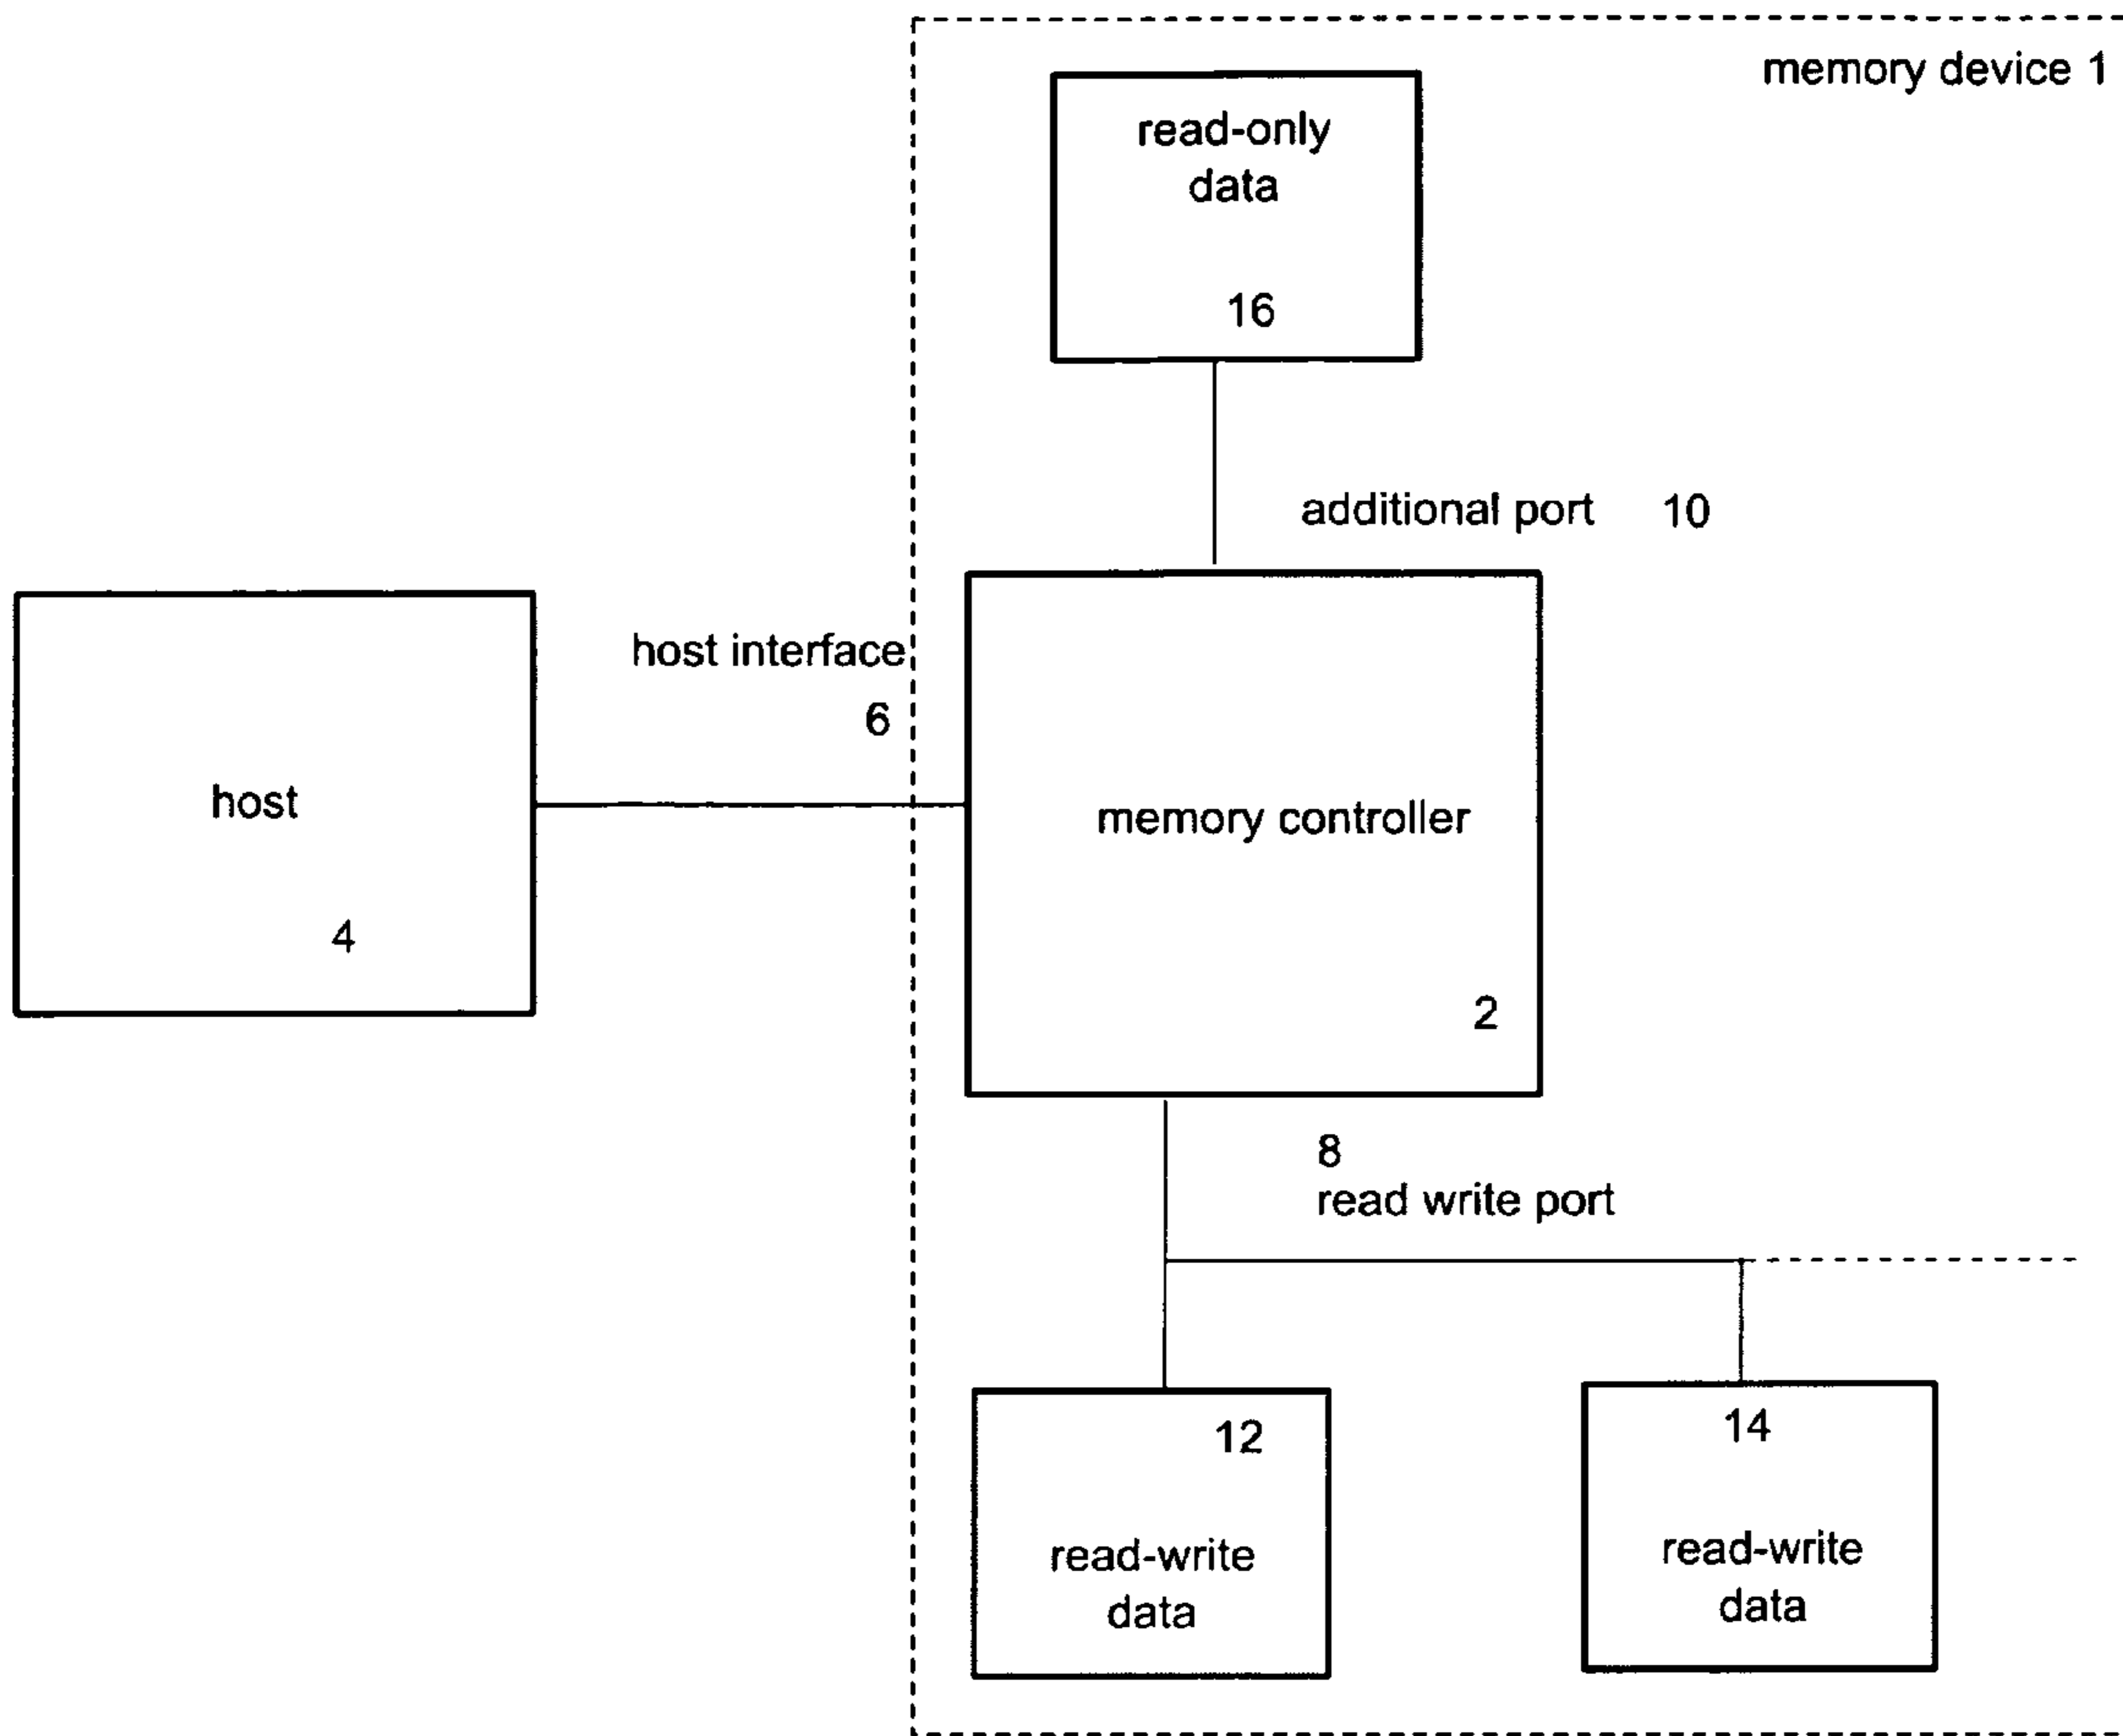 memory device 1
read-only
data
16
additional port 10
host interface
6
host
4
memory controller
2
8
read write port
12
read-write
data
14
read-write
data